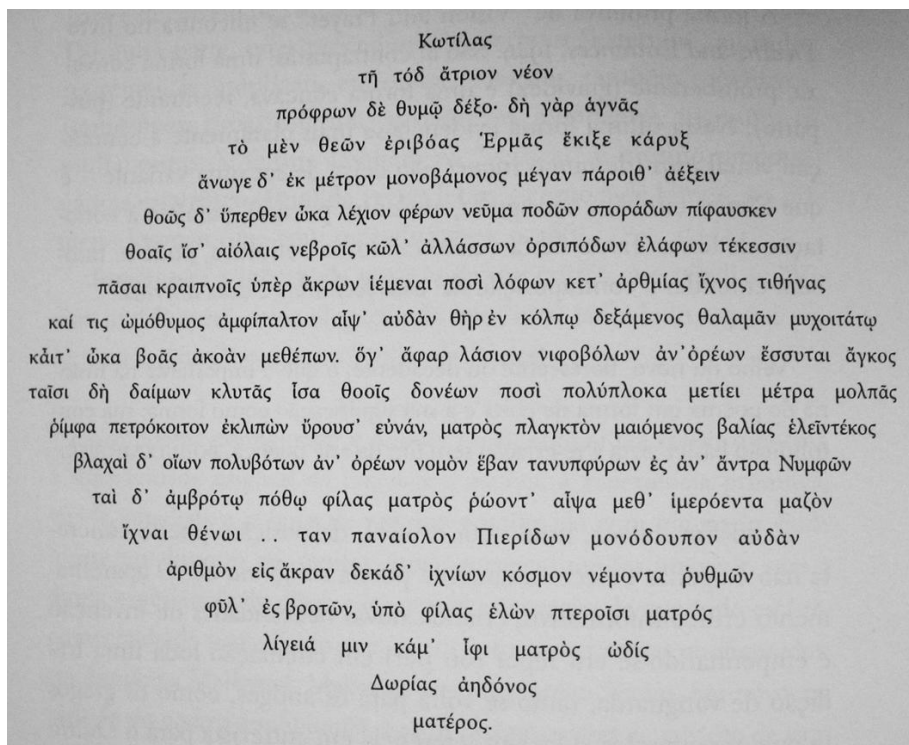 Κωτίλας
τῆ τόδ ἄτριον νέον
πρόφρων δὲ θυμῷ δέξο· δὴ γὰρ ἁγνᾶς
τὸ μὲν θεῶν ἐριβόας Ἑρμᾶς ἔκιξε κάρυξ
ἄνωγε δ’ ἐκ μέτρον μονοβάμονος μέγαν πάροιθ’ ἀέξειν
θοῶς δ’ ὕπερθεν ὦκα λέχιον φέρων νεῦμα ποδῶν σποράδων πίφαυσκεν
θοαῖς ἴσ’ αἰόλαις νεβροῖς κῶλ’ ἀλλάσσων ὀρσιπόδων ἐλάφων τέκεσσιν
πᾶσαι κραιπνοῖς ὑπὲρ ἄκρων ἱέμεναι ποσὶ λόφων κετ’ ἀρθμίας ἴχνος τιθήνας
καί τις ὠμόθυμος ἀμφίπαλτον αἶψ’ αὐδὰν θὴρ ἐν κόλπῳ δεξάμενος θαλαμᾶν μυχοιτάτῳ
κἆιτ’ ὦκα βοᾶς ἀκοὰν μεθέπων. ὅγ’ ἄφαρ λάσιον νιφοβόλων ἀν’ ὀρέων ἔσσυται ἄγκος
ταῖσι δὴ δαίμων κλυτᾶς ἶσα θοοῖς δονέων ποσὶ πολύπλοκα μετίει μέτρα μολπᾶς
ῥίμφα πετρόκοιτον ἐκλιπὼν ὔρουσ’ εὐνάν, ματρὸς πλαγκτὸν μαιόμενος βαλίας ἑλεῖντέκος
βλαχαὶ δ’ οἴων πολυβότων ἀν’ ὀρέων νομὸν ἔβαν τανυπφύρων ἐς ἀν’ ἄντρα Νυμφῶν
ταὶ δ’ ἀμβρότῳ πόθῳ φίλας ματρὸς ῥώοντ’ αἶψα μεθ’ ἱμερόεντα μαζὸν
ἴχναι θένωι ... ταν παναίολον Πιερίδων μονόδουπον αὐδὰν
ἀριθμὸν εἰς ἄκραν δεκάδ’ ἰχνίων κόσμον νέμοντα ῥυθμῶν
φῦλ’ ἐς βροτῶν, ὑπὸ φίλας ἑλὼν πτεροῖσι ματρός
λίγειά μιν κάμ’ ἶφι ματρὸς ὠδίς
Δωρίας ἀηδόνος
ματέρος.